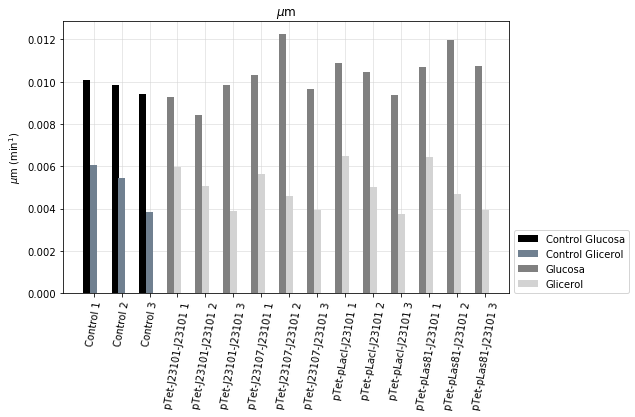 μm
0.012
0.010
0.008
0.006
0.004
0.002
0.000
μm (min¹)
Control 1
Control 2
Control 3
pTet-J23101-J23101 1
pTet-J23101-J23101 2
pTet-J23101-J23101 3
pTet-J23107-J23101 1
pTet-J23107-J23101 2
pTet-J23107-J23101 3
pTet-pLacI-J23101 1
pTet-pLacI-J23101 2
pTet-pLacI-J23101 3
pTet-pLas81-J23101 1
pTet-pLas81-J23101 2
pTet-pLas81-J23101 3
Control Glucosa
Control Glicerol
Glucosa
Glicerol